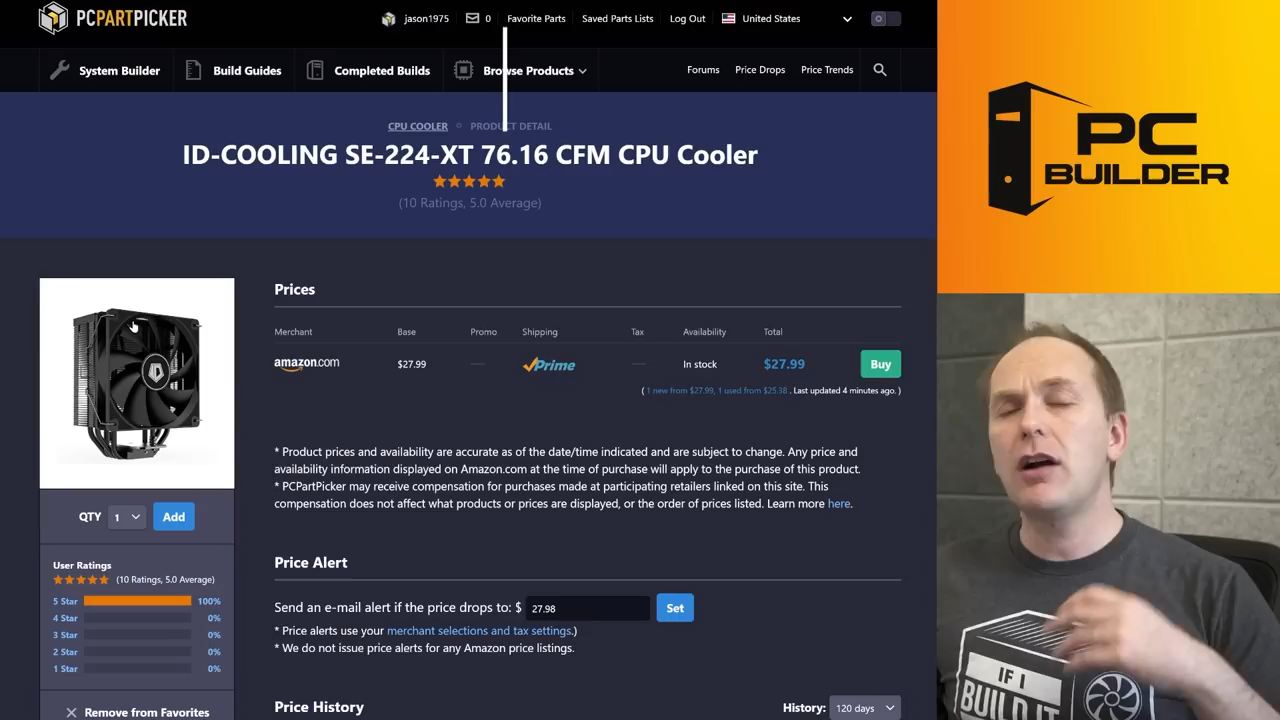 PCPARTPICKER
jason1975 0 Favorite Parts Saved Parts Lists Log Out United States
System Builder Build Guides Completed Builds Browse Products Forums Price Drops Price Trends
CPU COOLER PRODUCT DETAIL
ID-COOLING SE-224-XT 76.16 CFM CPU Cooler
(10 Ratings, 5.0 Average)
Prices
Merchant Base Promo Shipping Tax Availability Total
amazon.com $27.99 — Prime — In stock $27.99 Buy
( 1 new from $27.99, 1 used from $25.38 . Last updated 4 minutes ago. )
* Product prices and availability are accurate as of the date/time indicated and are subject to change. Any price and
availability information displayed on Amazon.com at the time of purchase will apply to the purchase of this product.
* PCPartPicker may receive compensation for purchases made at participating retailers linked on this site. This
compensation does not affect what products or prices are displayed, or the order of prices listed. Learn more here.
QTY 1 Add
User Ratings
(10 Ratings, 5.0 Average)
5 Star 100%
4 Star 0%
3 Star 0%
2 Star 0%
1 Star 0%
Remove from Favorites
Price Alert
Send an e-mail alert if the price drops to: $ 27.98 Set
* Price alerts use your merchant selections and tax settings.)
* We do not issue price alerts for any Amazon price listings.
Price History History: 120 days
PC
BUILDER
IF I
BUILD IT